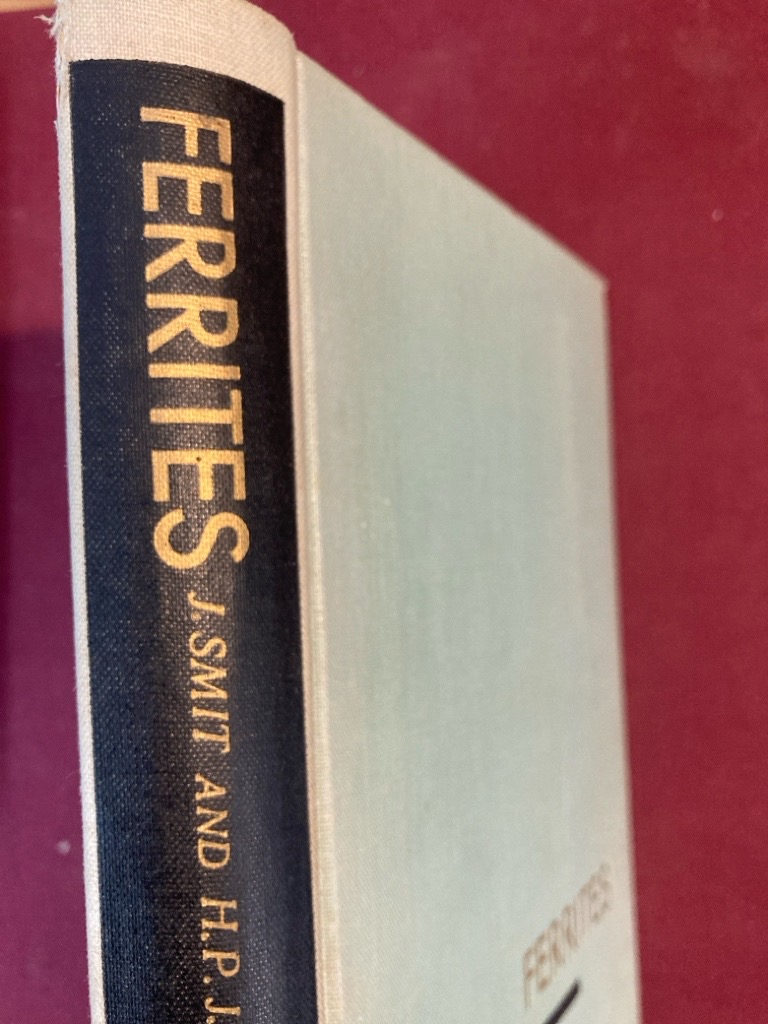 FERRITES J. SMIT AND H.P. J.
FERRITES